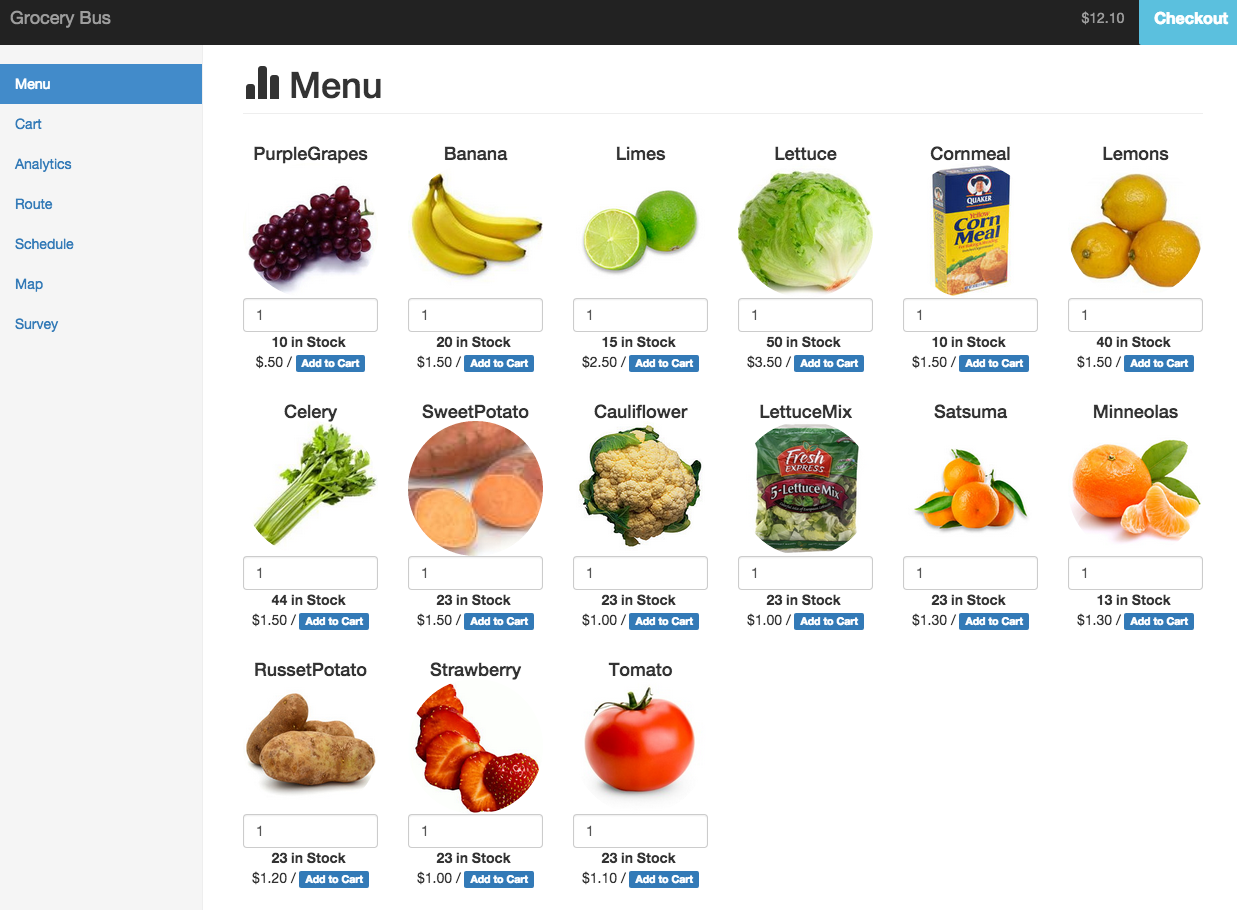 Grocery Bus
$12.10
Checkout
Menu
Cart
Analytics
Route
Schedule
Map
Survey
Menu
PurpleGrapes
Banana
Limes
Lettuce
Cornmeal
Lemons
QUAKER
Yellow
Corn
Meal
1
1
1
1
1
1
10 in Stock
20 in Stock
15 in Stock
50 in Stock
10 in Stock
40 in Stock
$.50 / Add to Cart
$1.50 / Add to Cart
$2.50 / Add to Cart
$3.50 / Add to Cart
$1.50 / Add to Cart
$1.50 / Add to Cart
Celery
SweetPotato
Cauliflower
LettuceMix
Satsuma
Minneolas
Fresh
EXPRESS
5-Lettuce Mix
1
1
1
1
1
1
44 in Stock
23 in Stock
23 in Stock
23 in Stock
23 in Stock
13 in Stock
$1.50 / Add to Cart
$1.50 / Add to Cart
$1.00 / Add to Cart
$1.00 / Add to Cart
$1.30 / Add to Cart
$1.30 / Add to Cart
RussetPotato
Strawberry
Tomato
1
1
1
23 in Stock
23 in Stock
23 in Stock
$1.20 / Add to Cart
$1.00 / Add to Cart
$1.10 / Add to Cart